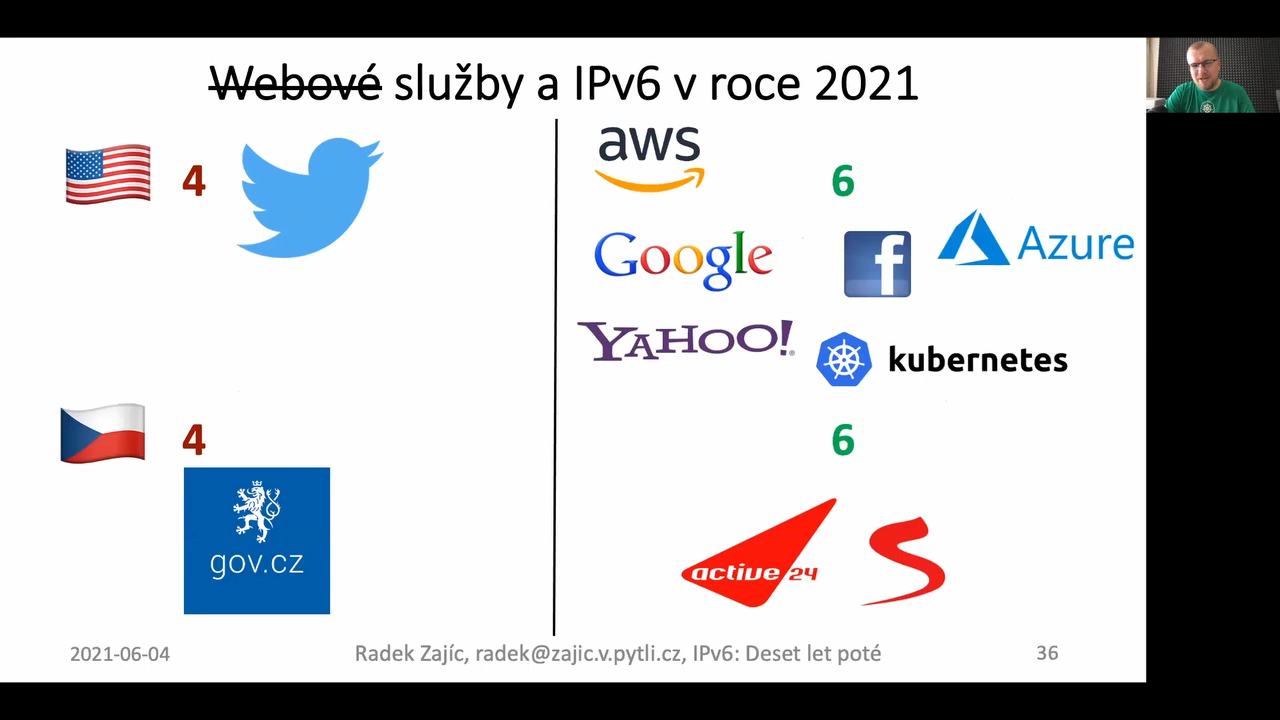 Webové služby a IPv6 v roce 2021
4
aws
6
Google
f
Azure
YAHOO!
kubernetes
4
6
gov.cz
active 24
S
2021-06-04
Radek Zajíc, radek@zajic.v.pytli.cz, IPv6: Deset let poté
36